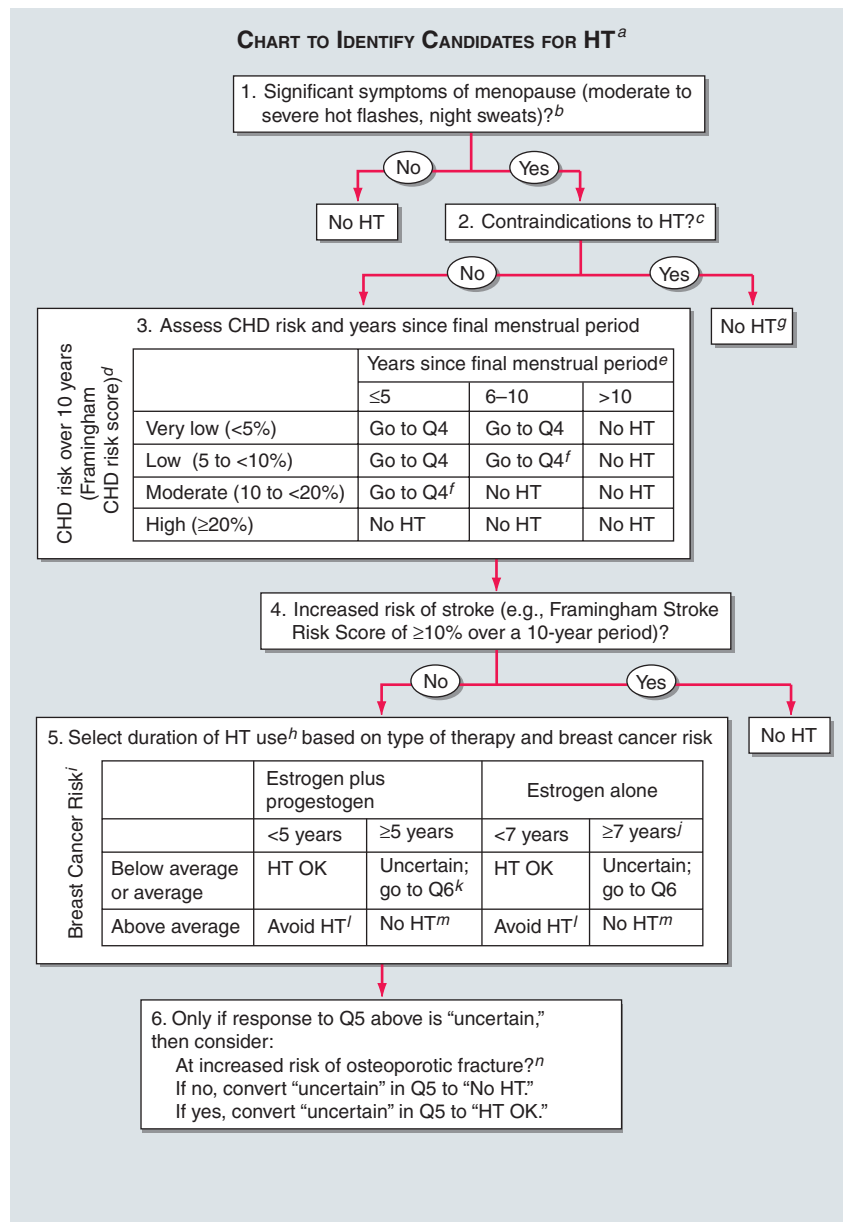 CHART TO IDENTIFY CANDIDATES FOR HTᵃ
1. Significant symptoms of menopause (moderate to
severe hot flashes, night sweats)?ᵇ
No
Yes
No HT
2. Contraindications to HT?ᶜ
No
Yes
No HTᵍ
3. Assess CHD risk and years since final menstrual period
CHD risk over 10 years
(Framingham
CHD risk score)ᵈ
Years since final menstrual periodᵉ
≤5 6–10 >10
Very low (<5%) Go to Q4 Go to Q4 No HT
Low (5 to <10%) Go to Q4 Go to Q4ᶠ No HT
Moderate (10 to <20%) Go to Q4ᶠ No HT No HT
High (≥20%) No HT No HT No HT
4. Increased risk of stroke (e.g., Framingham Stroke
Risk Score of ≥10% over a 10-year period)?
No
Yes
No HT
5. Select duration of HT useʰ based on type of therapy and breast cancer risk
Breast Cancer Riskⁱ
Estrogen plus
progestogen
Estrogen alone
<5 years ≥5 years <7 years ≥7 yearsʲ
Below average HT OK Uncertain; HT OK Uncertain;
or average go to Q6ᵏ go to Q6
Above average Avoid HTˡ No HTᵐ Avoid HTˡ No HTᵐ
6. Only if response to Q5 above is “uncertain,”
then consider:
At increased risk of osteoporotic fracture?ⁿ
If no, convert “uncertain” in Q5 to “No HT.”
If yes, convert “uncertain” in Q5 to “HT OK.”